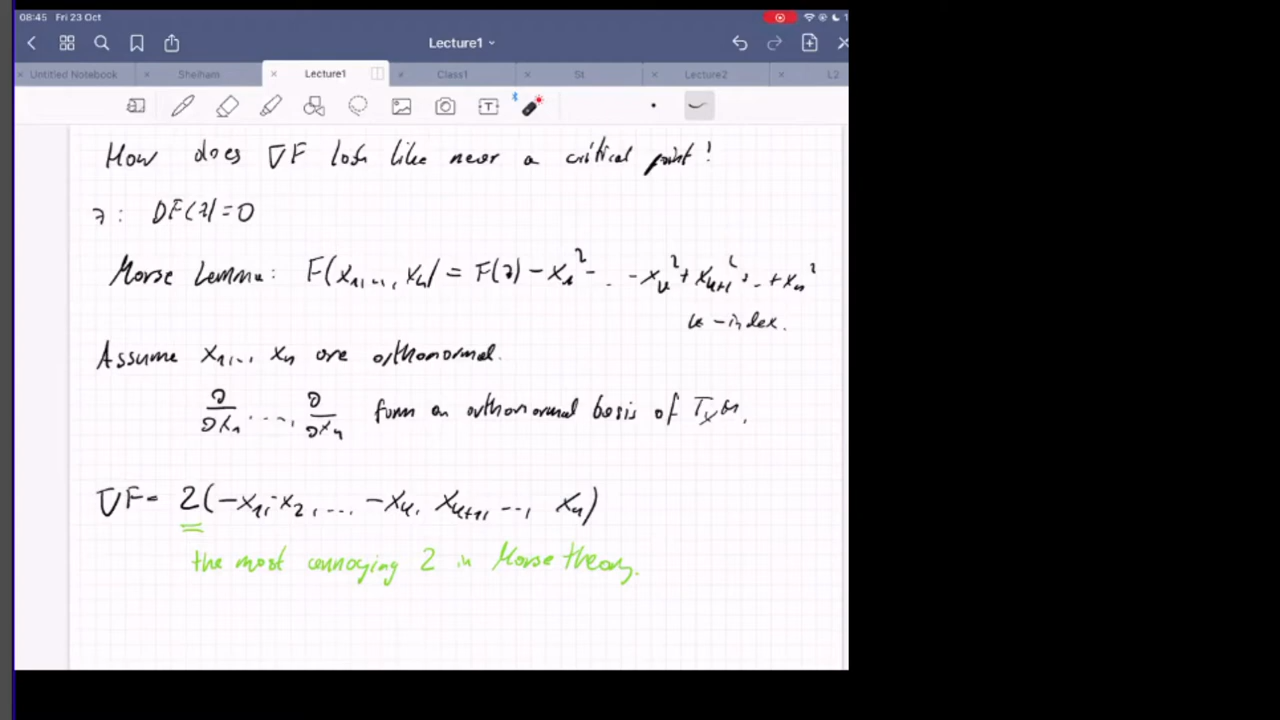 08:45 Fri 23 Oct
Lecture1
Untitled Notebook Sheiham Lecture1 Class1 St Lecture2 L2
How does ∇F look like near a critical point?
z: DF(z)=0
Morse Lemma: F(x₁,..,xₙ) = F(z) - x₁² - .. - xₖ² + xₖ₊₁² + .. + xₙ²
k - index.
Assume x₁,.., xₙ are orthonormal.
∂/∂x₁, ...., ∂/∂xₙ form an orthonormal basis of TₓM.
∇F = 2(-x₁, -x₂, ... -xₖ, xₖ₊₁, ..., xₙ)
the most annoying 2 in Morse theory.